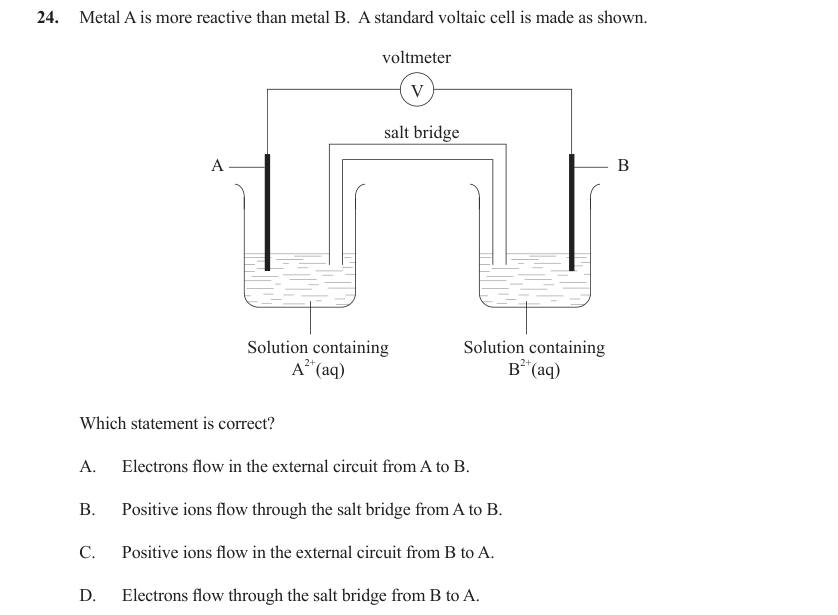 24. Metal A is more reactive than metal B. A standard voltaic cell is made as shown.
voltmeter
V
salt bridge
A
B
Solution containing
A²⁺(aq)
Solution containing
B²⁺(aq)
Which statement is correct?
A. Electrons flow in the external circuit from A to B.
B. Positive ions flow through the salt bridge from A to B.
C. Positive ions flow in the external circuit from B to A.
D. Electrons flow through the salt bridge from B to A.